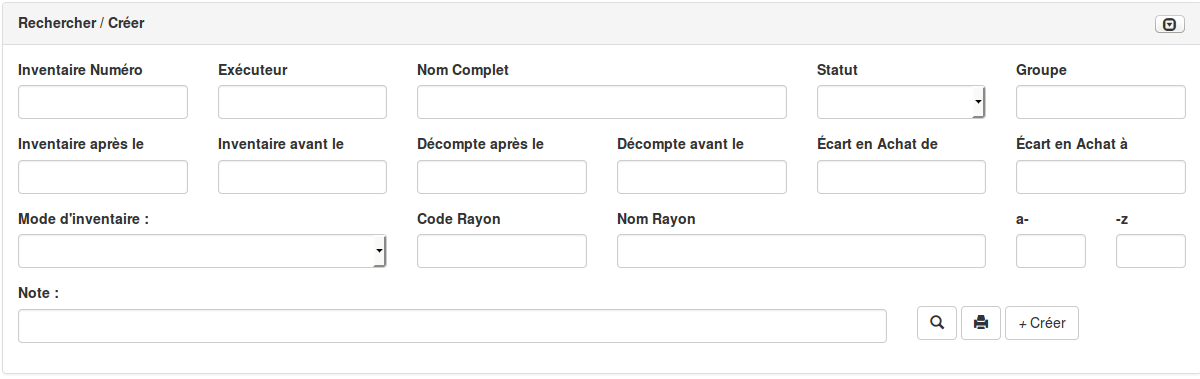 Rechercher / Créer
Inventaire Numéro Exécuteur Nom Complet Statut Groupe
Inventaire après le Inventaire avant le Décompte après le Décompte avant le Écart en Achat de Écart en Achat à
Mode d'inventaire : Code Rayon Nom Rayon a- -z
Note :
+ Créer